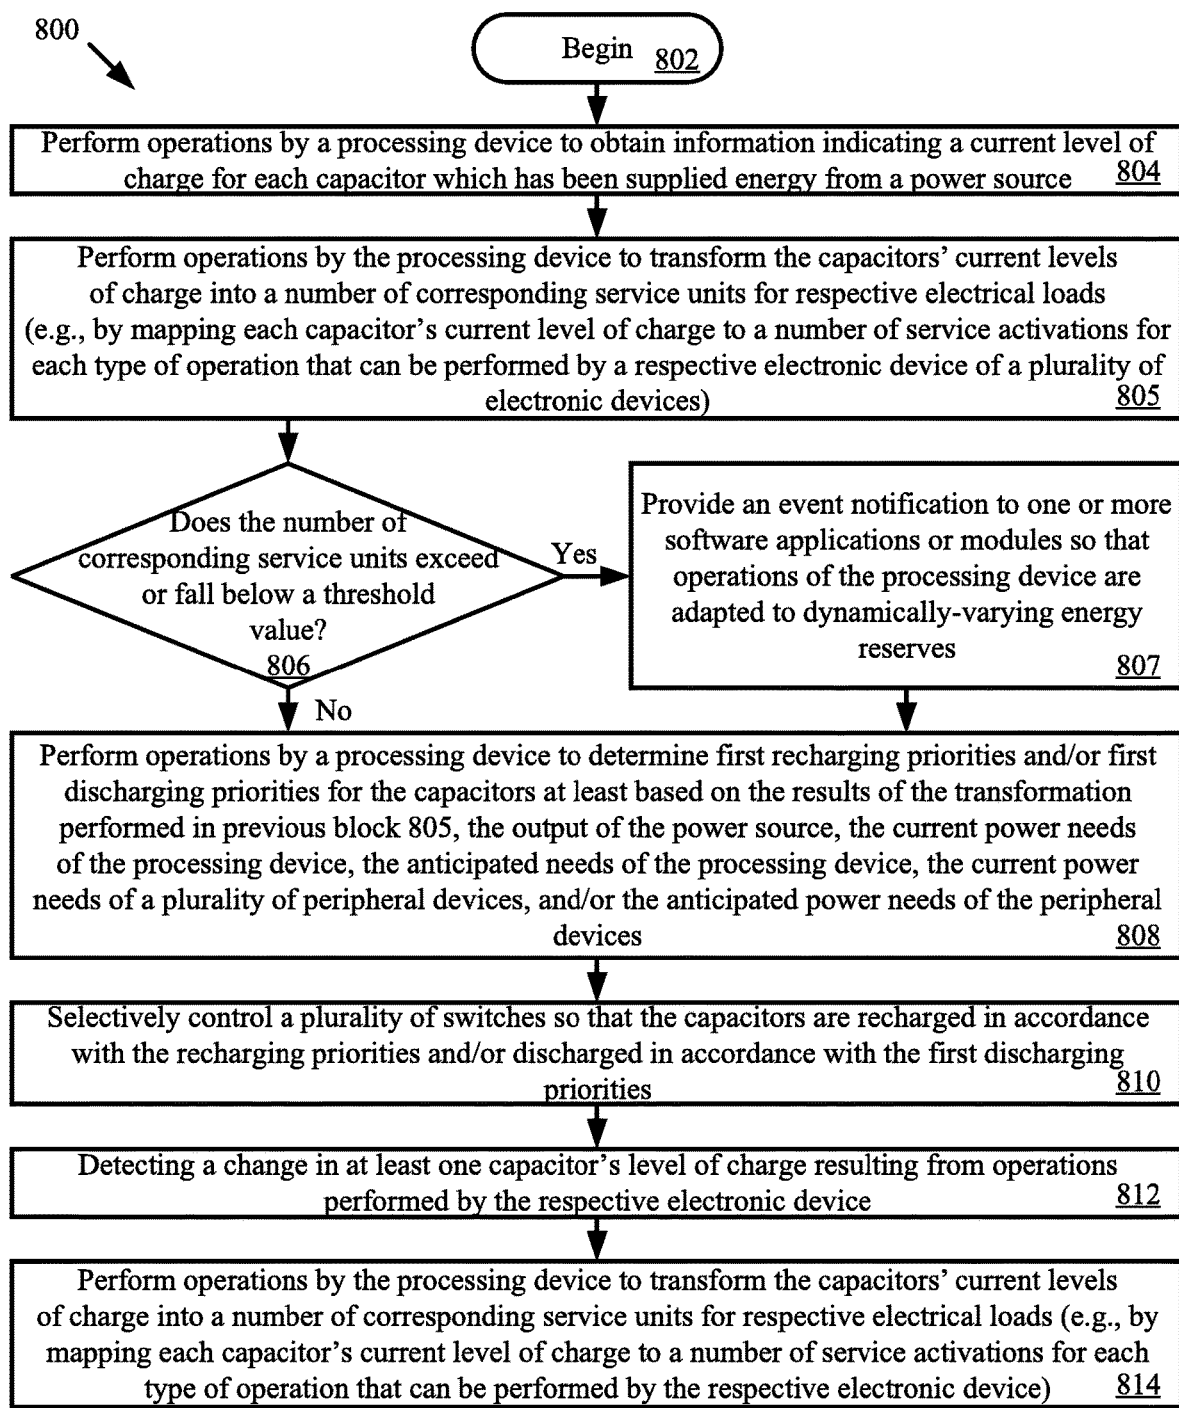 800
Begin 802
Perform operations by a processing device to obtain information indicating a current level of
charge for each capacitor which has been supplied energy from a power source 804
Perform operations by the processing device to transform the capacitors’ current levels
of charge into a number of corresponding service units for respective electrical loads
(e.g., by mapping each capacitor’s current level of charge to a number of service activations for
each type of operation that can be performed by a respective electronic device of a plurality of
electronic devices) 805
Does the number of
corresponding service units exceed
or fall below a threshold
value?
806
Yes
Provide an event notification to one or more
software applications or modules so that
operations of the processing device are
adapted to dynamically-varying energy
reserves 807
No
Perform operations by a processing device to determine first recharging priorities and/or first
discharging priorities for the capacitors at least based on the results of the transformation
performed in previous block 805, the output of the power source, the current power needs
of the processing device, the anticipated needs of the processing device, the current power
needs of a plurality of peripheral devices, and/or the anticipated power needs of the peripheral
devices 808
Selectively control a plurality of switches so that the capacitors are recharged in accordance
with the recharging priorities and/or discharged in accordance with the first discharging
priorities 810
Detecting a change in at least one capacitor’s level of charge resulting from operations
performed by the respective electronic device 812
Perform operations by the processing device to transform the capacitors’ current levels
of charge into a number of corresponding service units for respective electrical loads (e.g., by
mapping each capacitor’s current level of charge to a number of service activations for each
type of operation that can be performed by the respective electronic device) 814